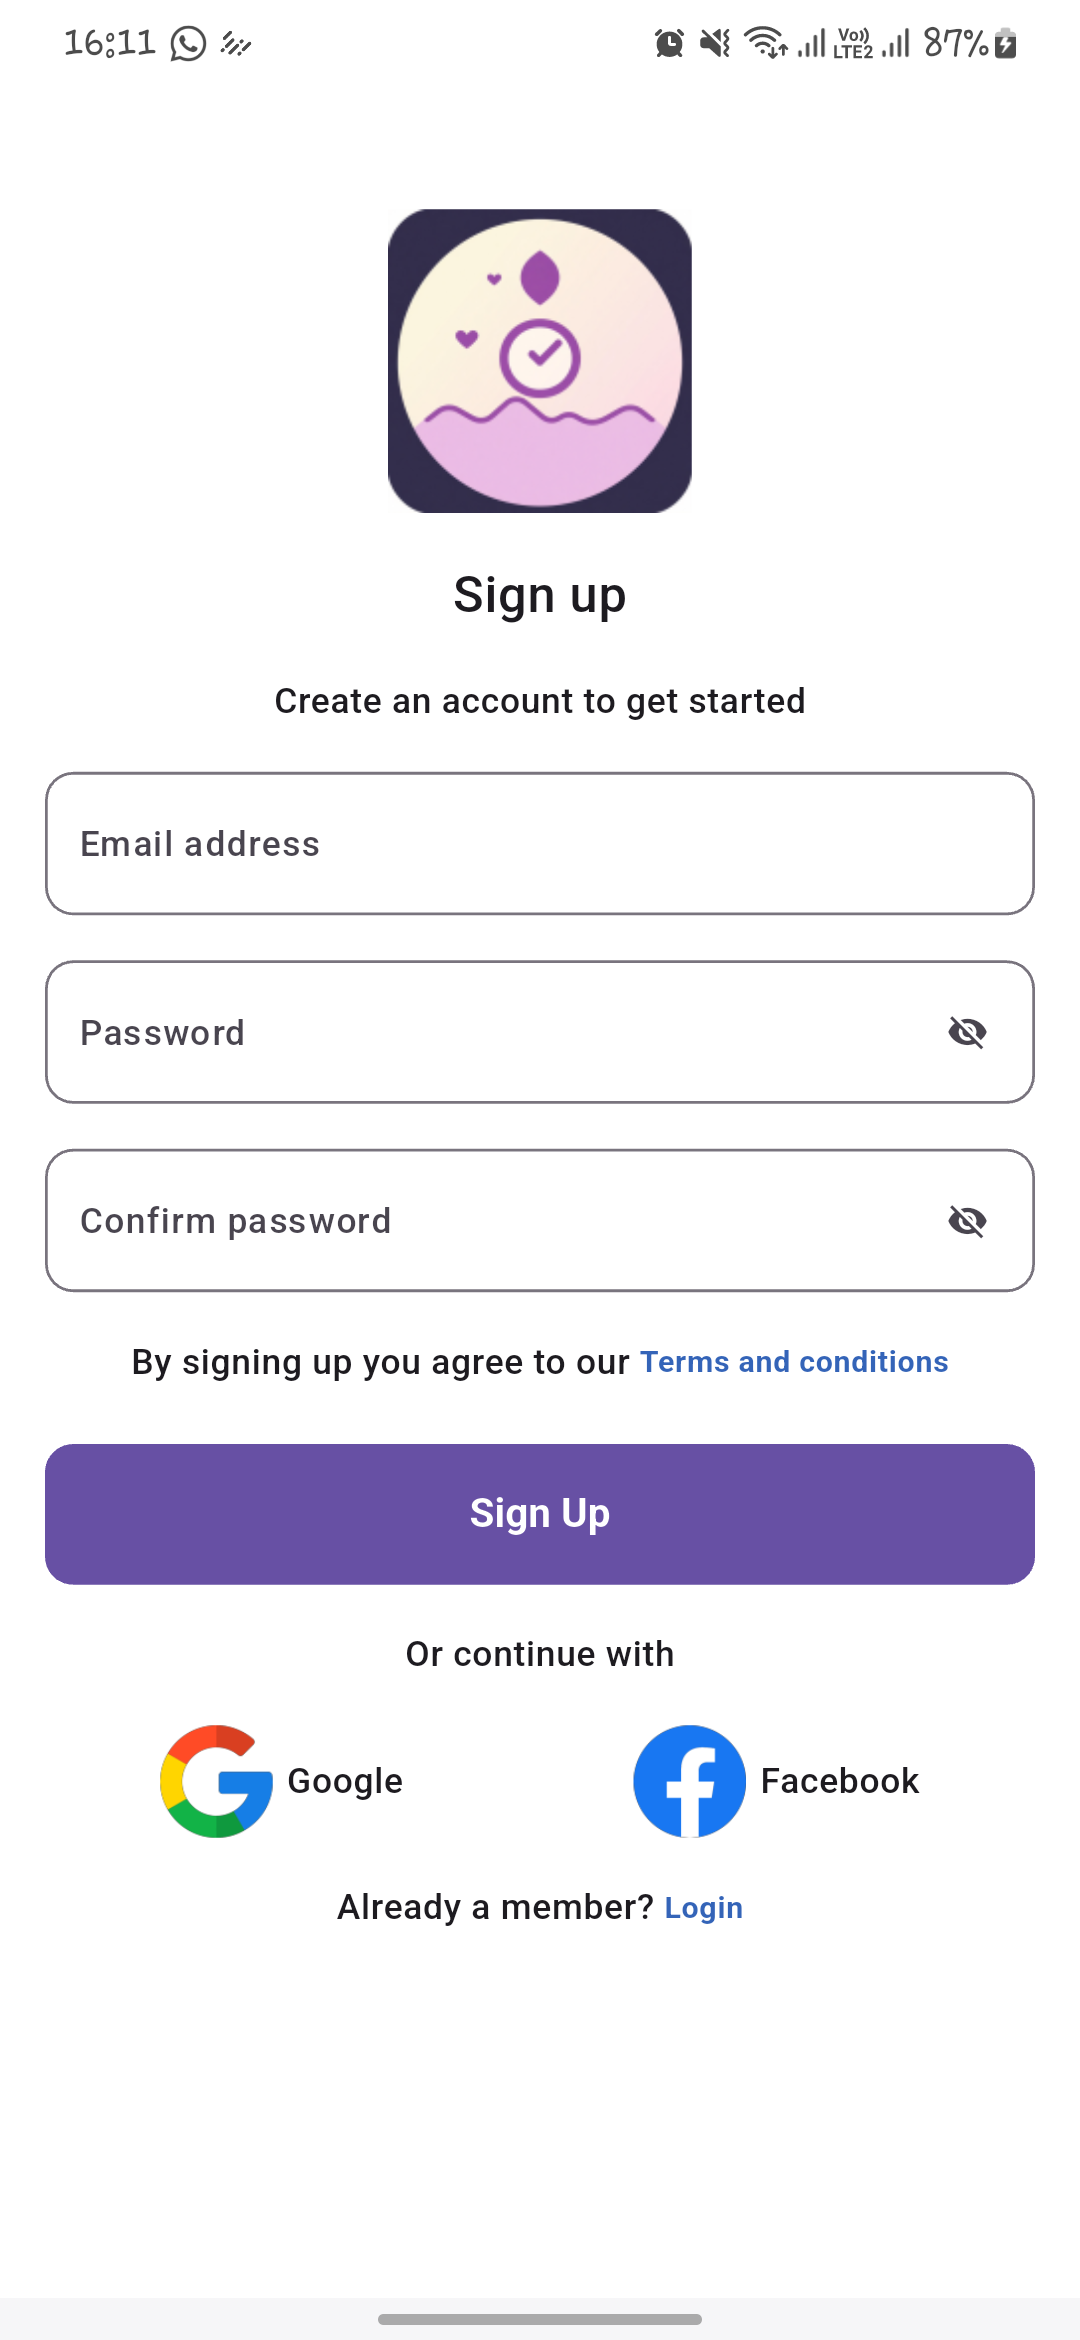 16:11 Vo)) LTE2 87%
Sign up
Create an account to get started
Email address
Password
Confirm password
By signing up you agree to our Terms and conditions
Sign Up
Or continue with
Google Facebook
Already a member? Login